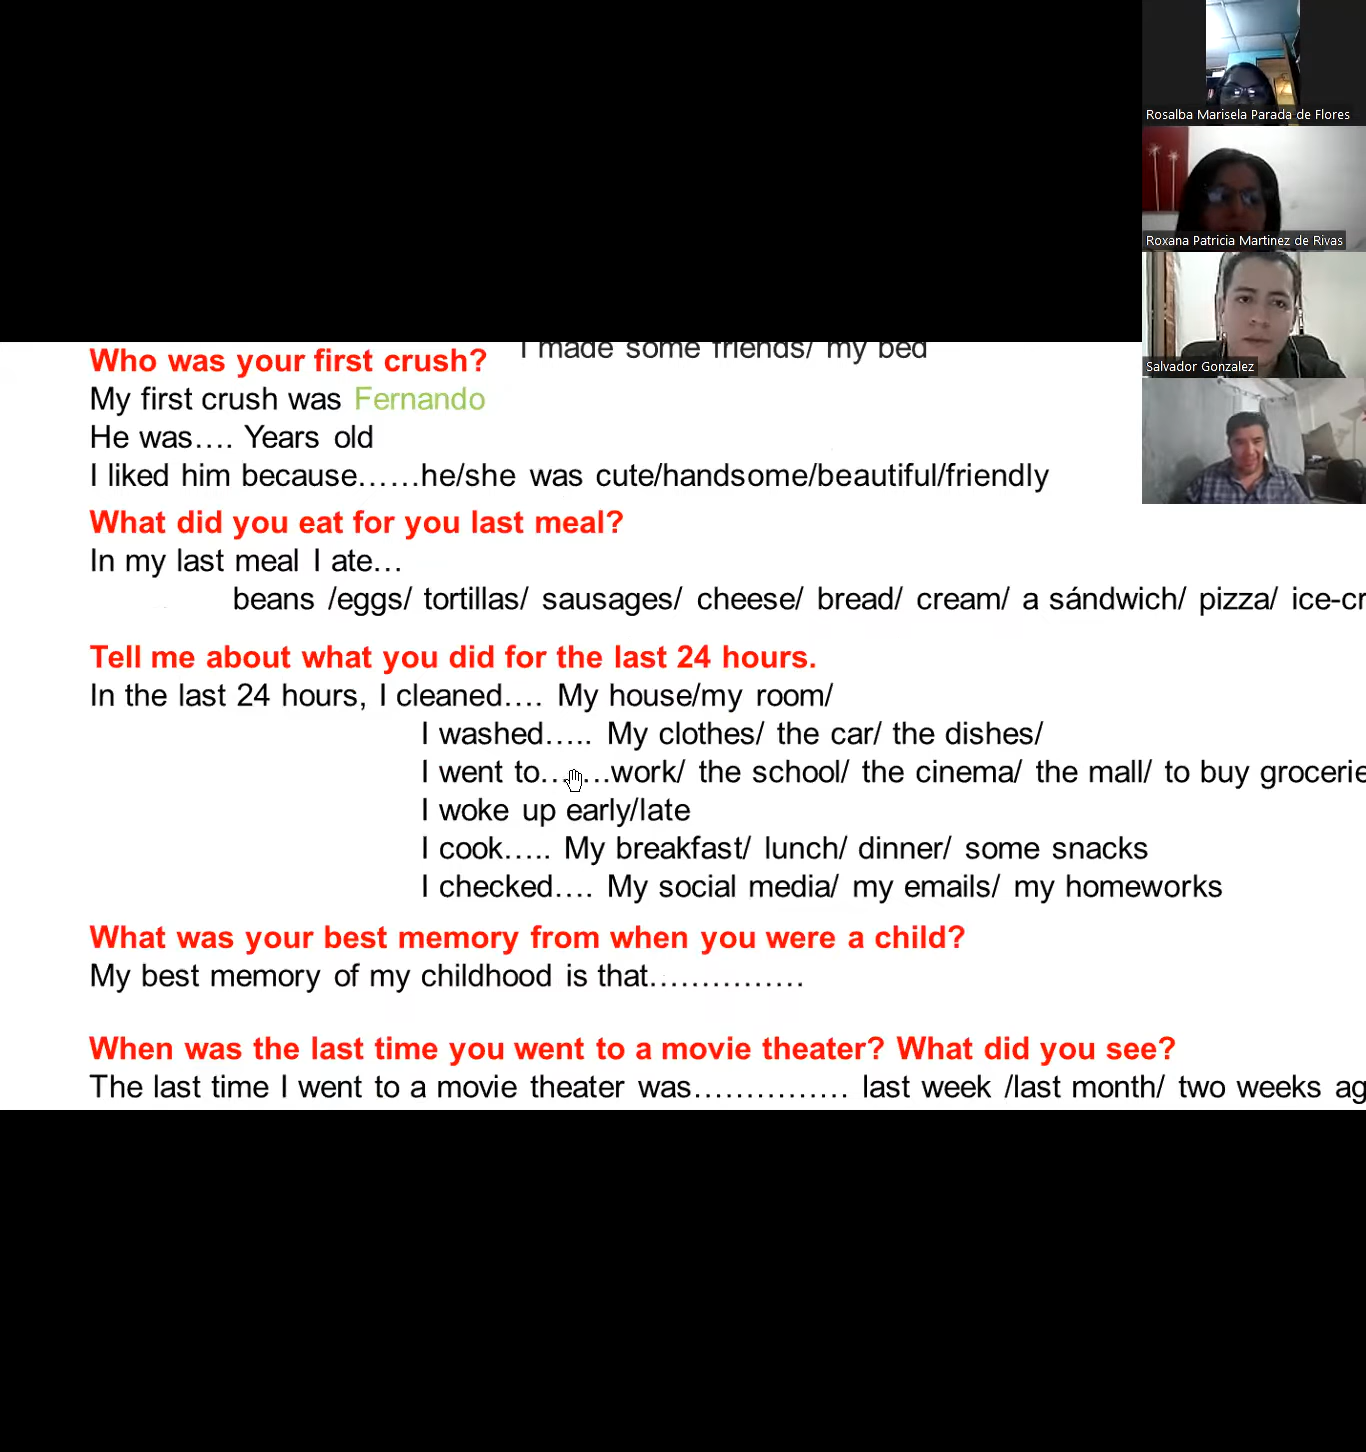 Rosalba Marisela Parada de Flores
Roxana Patricia Martinez de Rivas
Salvador Gonzalez
I made some friends/ my bed
Who was your first crush?
My first crush was Fernando
He was.... Years old
I liked him because......he/she was cute/handsome/beautiful/friendly
What did you eat for you last meal?
In my last meal I ate...
beans /eggs/ tortillas/ sausages/ cheese/ bread/ cream/ a sándwich/ pizza/ ice-cr
Tell me about what you did for the last 24 hours.
In the last 24 hours, I cleaned.... My house/my room/
I washed..... My clothes/ the car/ the dishes/
I went to.......work/ the school/ the cinema/ the mall/ to buy grocerie
I woke up early/late
I cook..... My breakfast/ lunch/ dinner/ some snacks
I checked.... My social media/ my emails/ my homeworks
What was your best memory from when you were a child?
My best memory of my childhood is that...............
When was the last time you went to a movie theater? What did you see?
The last time I went to a movie theater was............... last week /last month/ two weeks ag